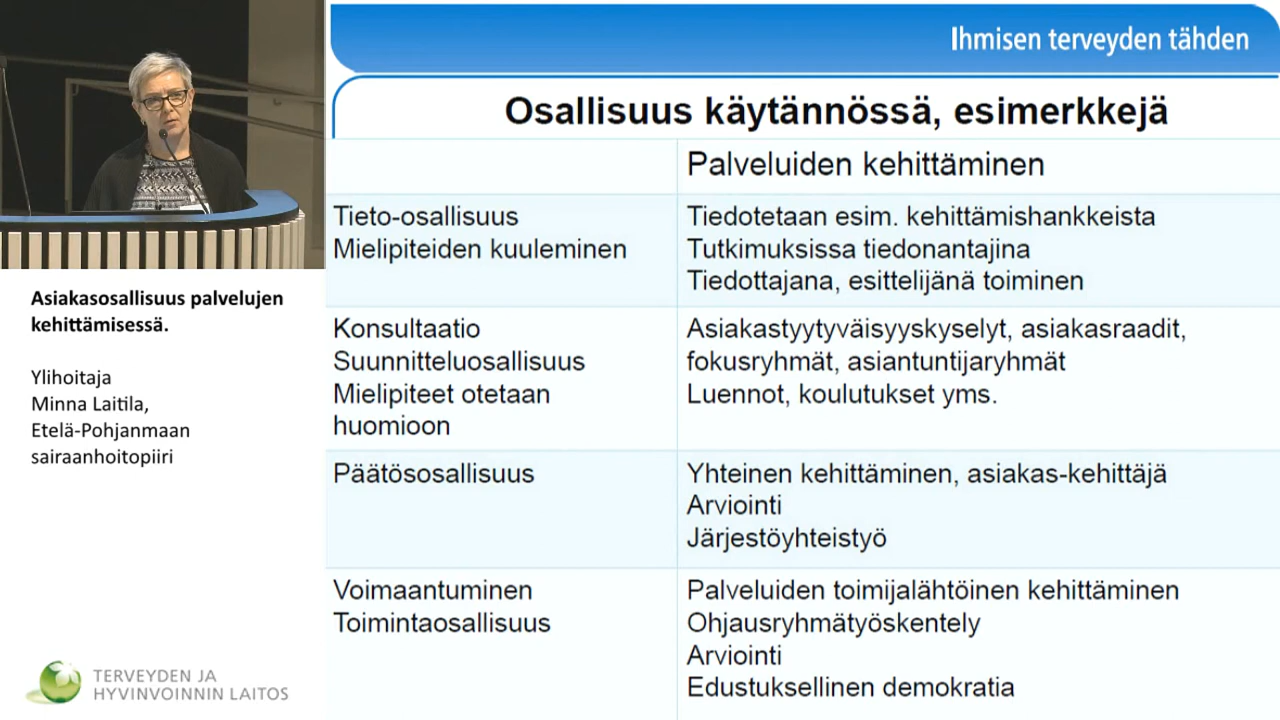 Ihmisen terveyden tähden
Osallisuus käytännössä, esimerkkejä
Palveluiden kehittäminen
Tieto-osallisuus
Mielipiteiden kuuleminen
Tiedotetaan esim. kehittämishankkeista
Tutkimuksissa tiedonantajina
Tiedottajana, esittelijänä toiminen
Konsultaatio
Suunnitteluosallisuus
Mielipiteet otetaan
huomioon
Asiakastyytyväisyyskyselyt, asiakasraadit,
fokusryhmät, asiantuntijaryhmät
Luennot, koulutukset yms.
Päätösosallisuus
Yhteinen kehittäminen, asiakas-kehittäjä
Arviointi
Järjestöyhteistyö
Voimaantuminen
Toimintaosallisuus
Palveluiden toimijalähtöinen kehittäminen
Ohjausryhmätyöskentely
Arviointi
Edustuksellinen demokratia
Asiakasosallisuus palvelujen
kehittämisessä.
Ylihoitaja
Minna Laitila,
Etelä-Pohjanmaan
sairaanhoitopiiri
TERVEYDEN JA
HYVINVOINNIN LAITOS